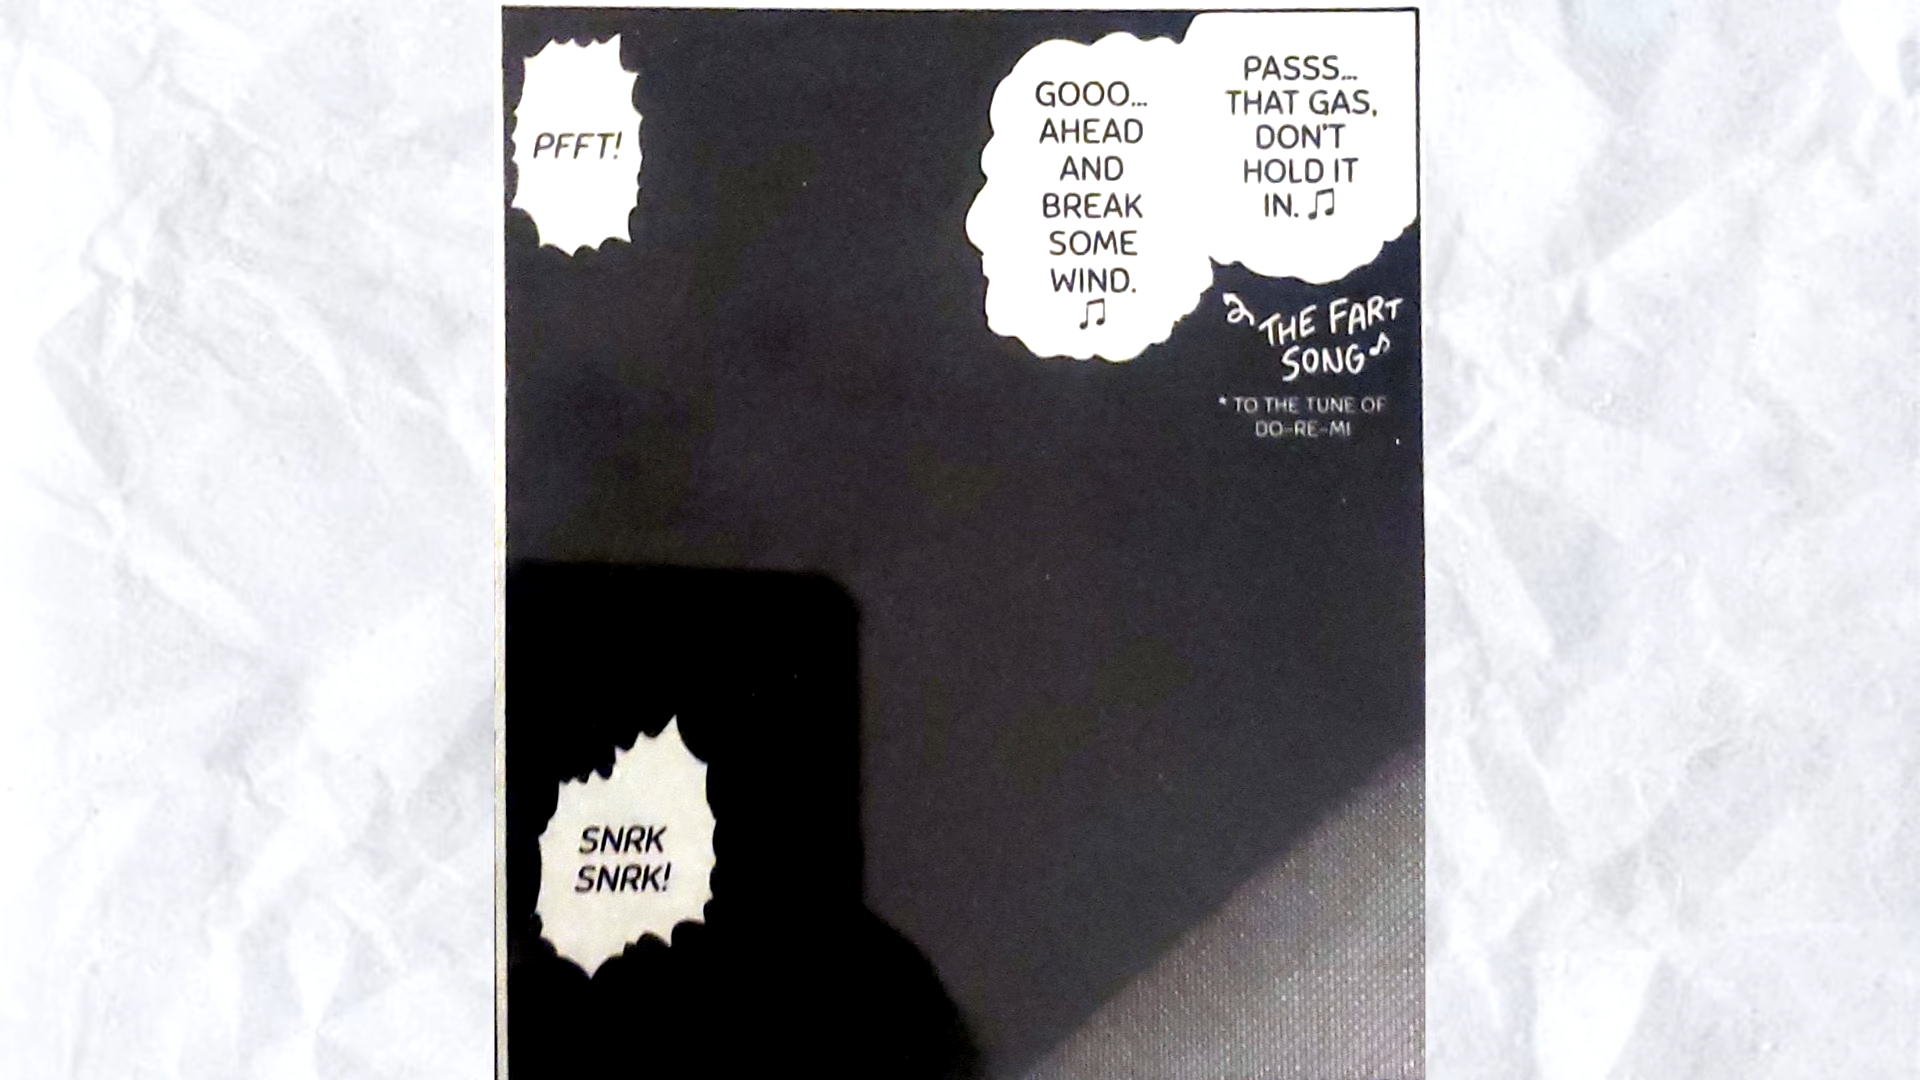 PASSS...
THAT GAS,
DON'T
HOLD IT
IN. ♫
THE FART
SONG♪
* TO THE TUNE OF
DO-RE-MI
GOOO...
AHEAD
AND
BREAK
SOME
WIND.
♫
PFFT!
SNRK
SNRK!